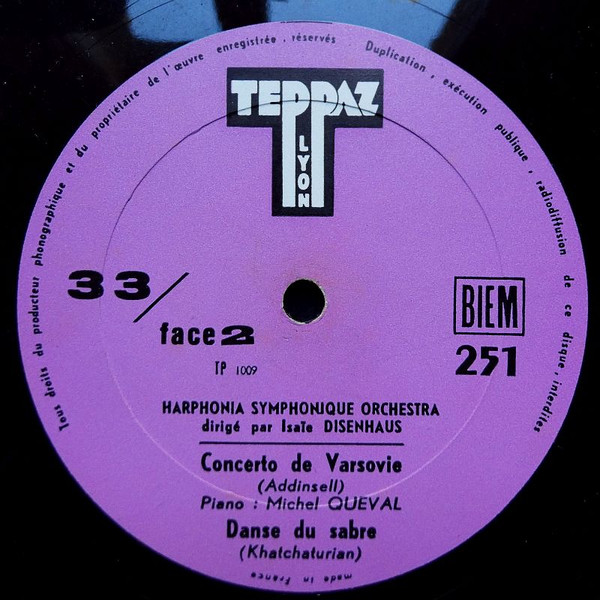 Tous droits du producteur phonographique et du propriétaire de l'œuvre enregistrée . réservés Duplication , exécution publique , radiodiffusion de ce disque , interdites
TEPPAZ
LYON
33/
face 2
TP 1009
BIEM
251
HARPHONIA SYMPHONIQUE ORCHESTRA
dirigé par Isaïe DISENHAUS
Concerto de Varsovie
(Addinsell)
Piano : Michel QUEVAL
Danse du sabre
(Khatchaturian)
made in France